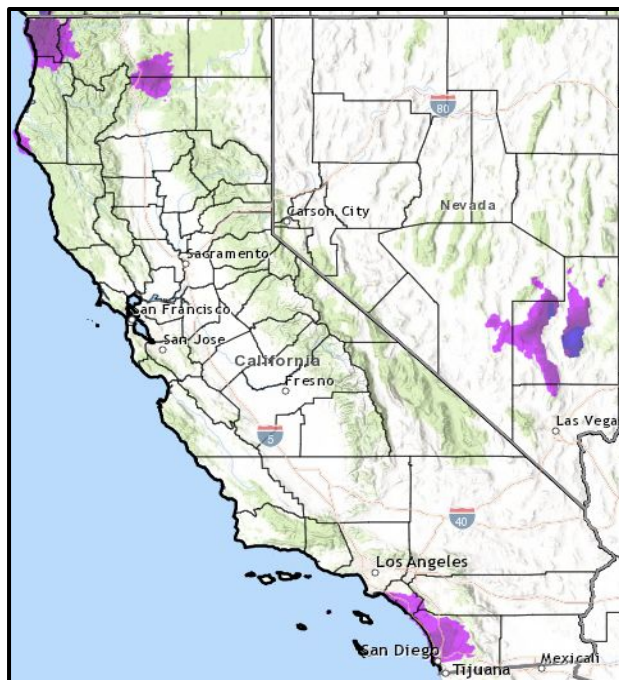 80
Carson City
Nevada
Sacramento
San Francisco
San Jose
California
Fresno
5
Las Vega
40
Los Angeles
San Diego
Tijuana
Mexicali